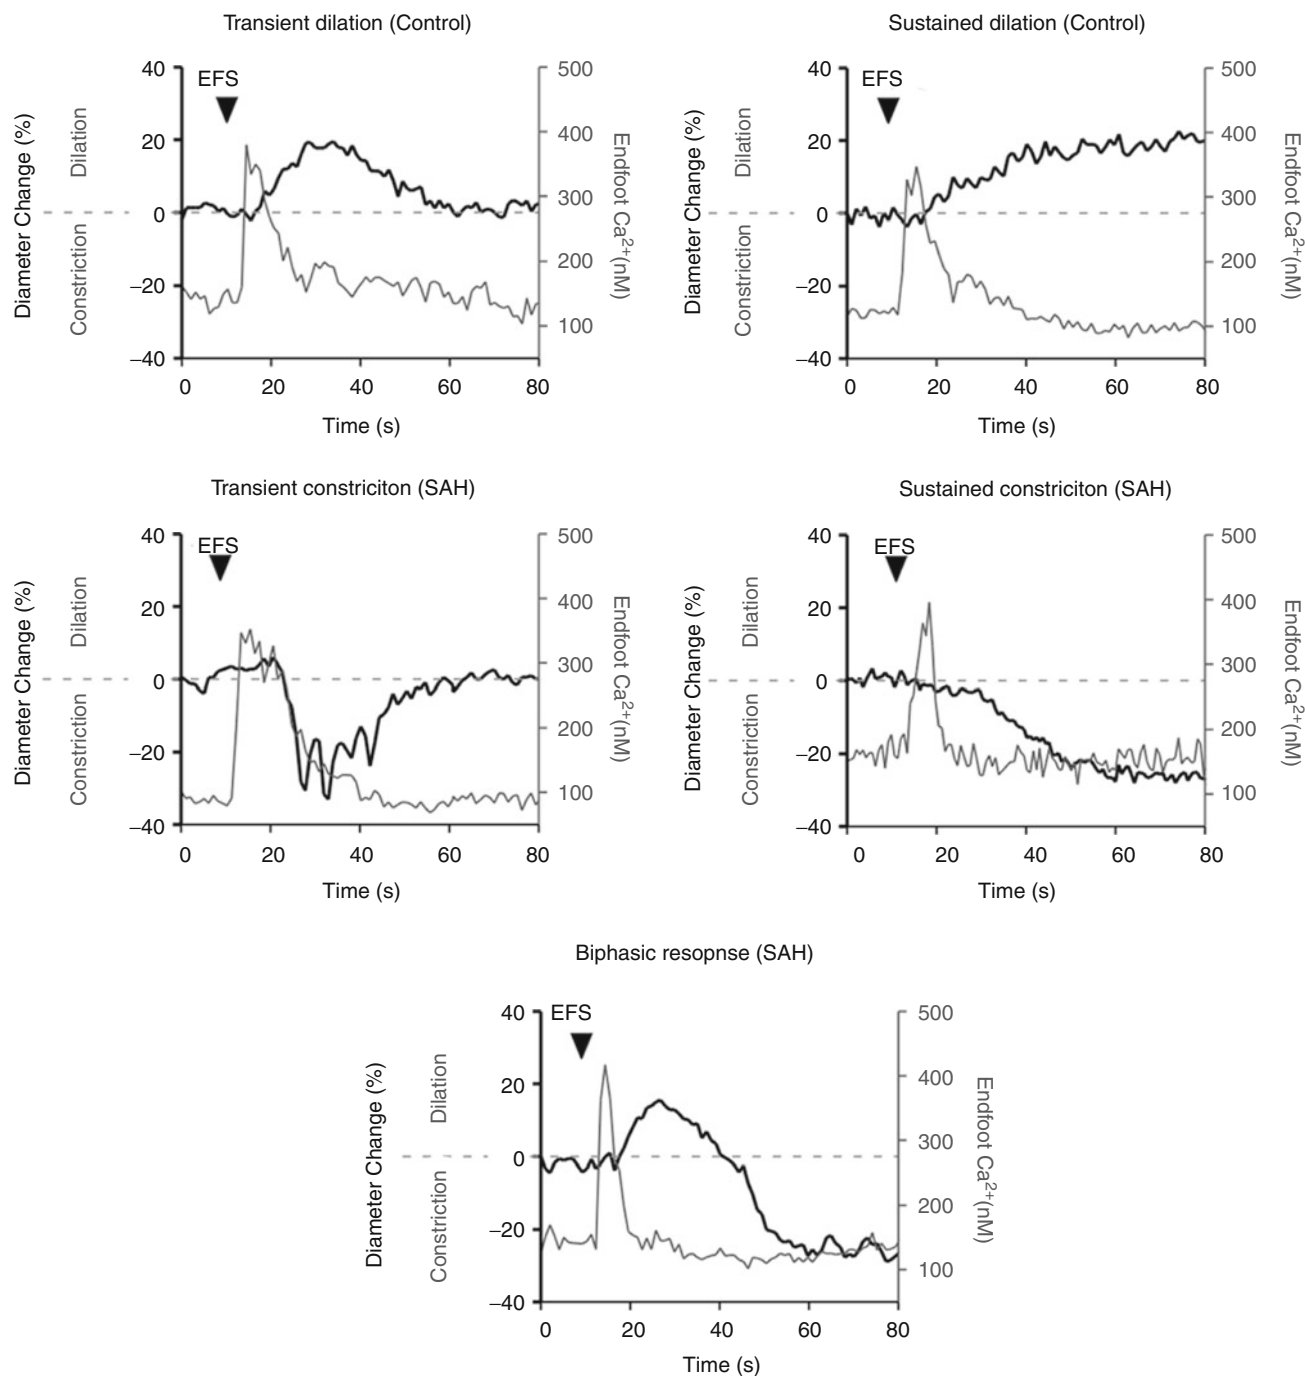 Transient dilation (Control)
EFS
40
20
0
–20
–40
Diameter Change (%)
Dilation
Constriction
500
400
300
200
100
Endfoot Ca2+(nM)
0 20 40 60 80
Time (s)
Sustained dilation (Control)
EFS
40
20
0
–20
–40
Diameter Change (%)
Dilation
Constriction
500
400
300
200
100
Endfoot Ca2+(nM)
0 20 40 60 80
Time (s)
Transient constriciton (SAH)
EFS
40
20
0
–20
–40
Diameter Change (%)
Dilation
Constriction
500
400
300
200
100
Endfoot Ca2+(nM)
0 20 40 60 80
Time (s)
Sustained constriciton (SAH)
EFS
40
20
0
–20
–40
Diameter Change (%)
Dilation
Constriction
500
400
300
200
100
Endfoot Ca2+(nM)
0 20 40 60 80
Time (s)
Biphasic resopnse (SAH)
EFS
40
20
0
–20
–40
Diameter Change (%)
Dilation
Constriction
500
400
300
200
100
Endfoot Ca2+(nM)
0 20 40 60 80
Time (s)